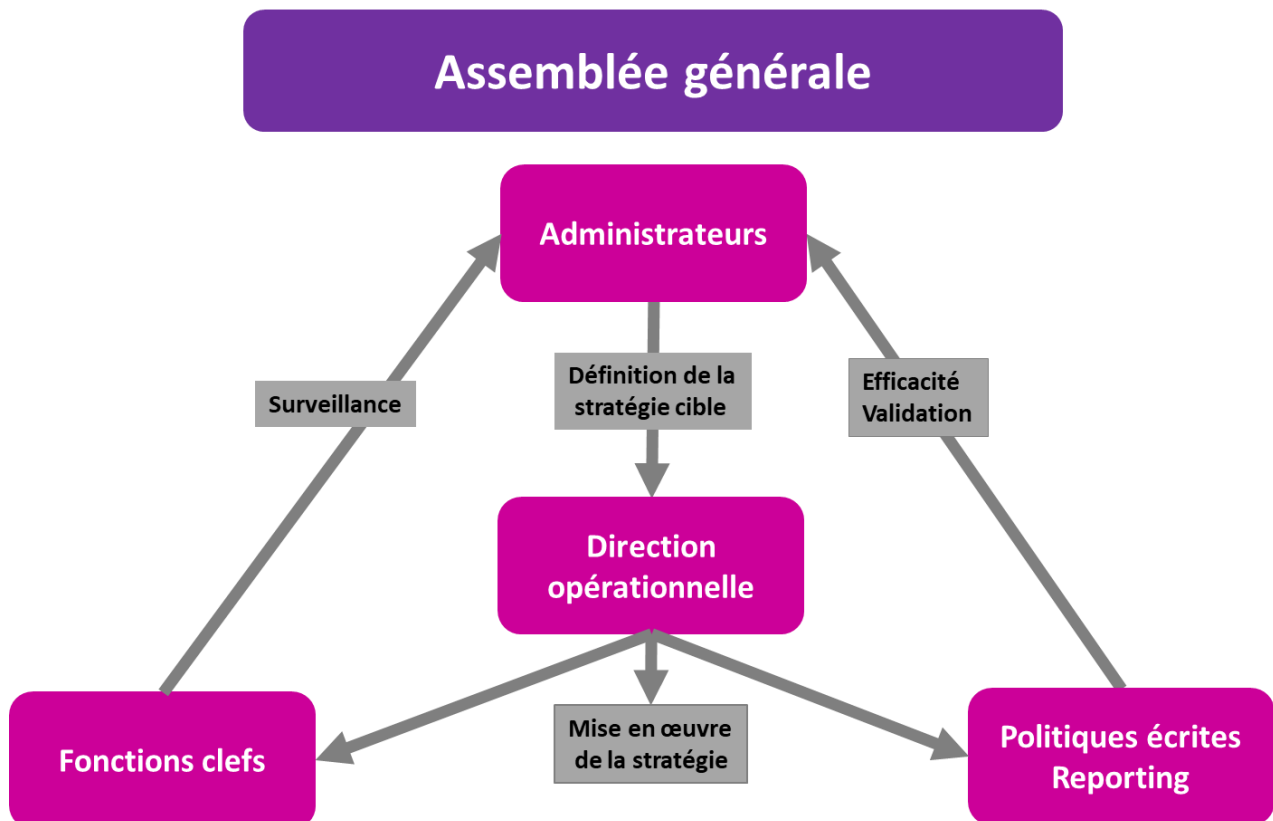 Assemblée générale
Administrateurs
Surveillance
Définition de la
stratégie cible
Efficacité
Validation
Direction
opérationnelle
Fonctions clefs
Mise en œuvre
de la stratégie
Politiques écrites
Reporting